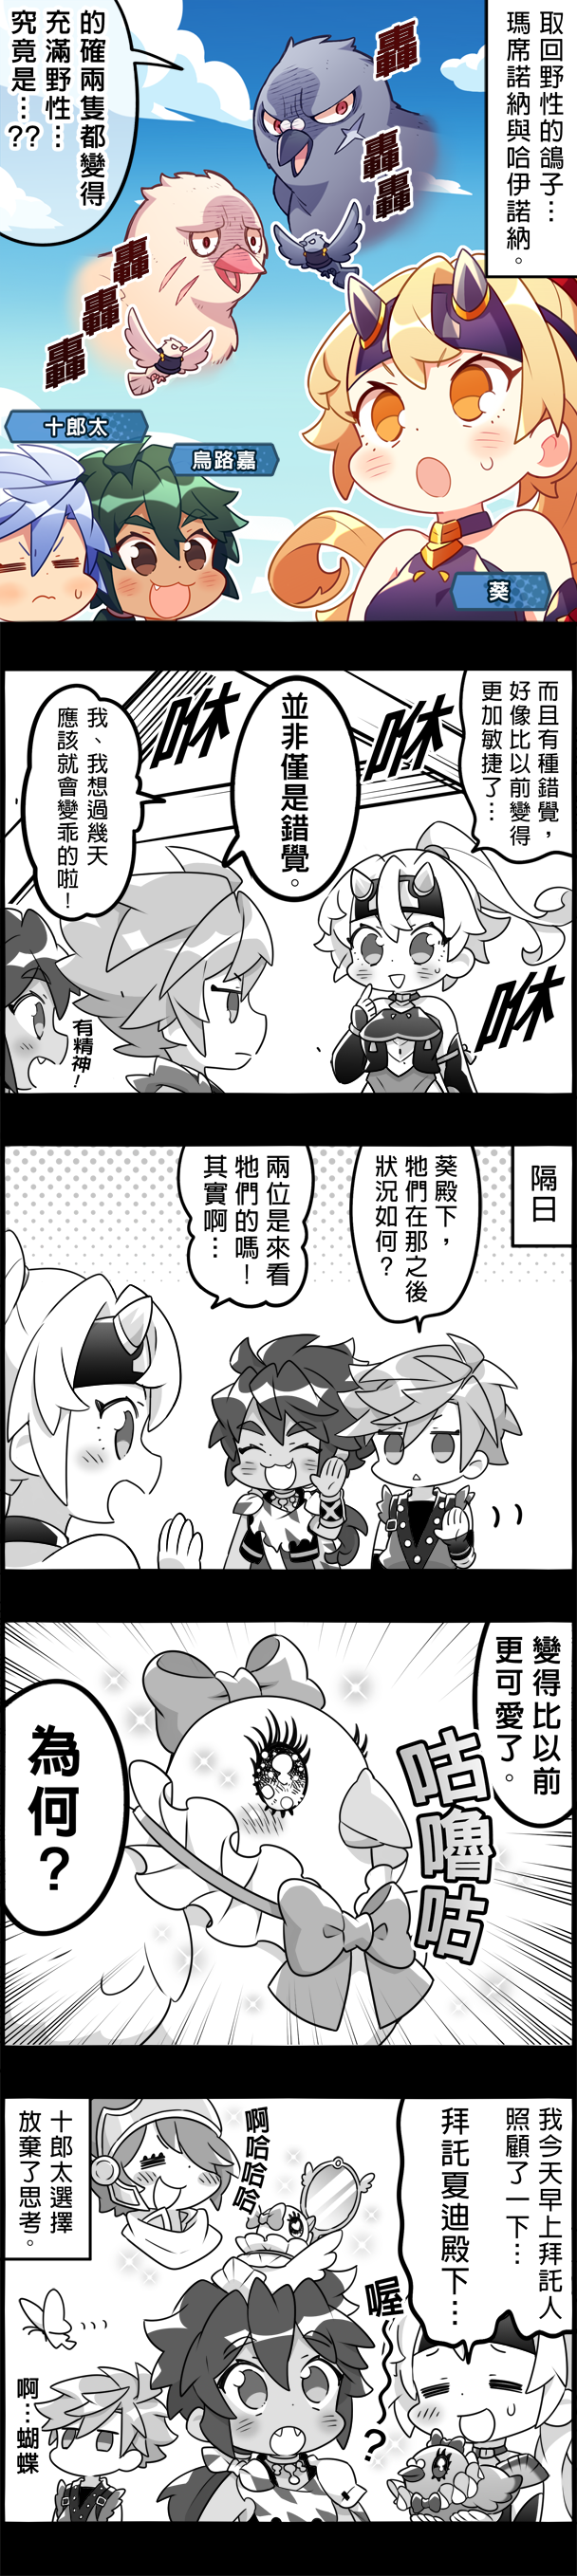 取回野性的鴿子…
瑪席諾納與哈伊諾納。
轟
轟
轟
轟
轟
轟
的確兩隻都變得
充滿野性…
究竟是…??
十郎太
烏路嘉
葵
而且有種錯覺，
好像比以前變得
更加敏捷了…
咻
並非僅是錯覺。
咻
我、我想過幾天
應該就會變乖的啦！
咻
有精神！
隔日
葵殿下，
牠們在那之後
狀況如何？
兩位是來看
牠們的嗎！
其實啊…
變得比以前
更可愛了。
咕嚕咕
為何？
我今天早上拜託人
照顧了一下…
拜託夏迪殿下…
啊哈哈哈
喔
？
十郎太選擇
放棄了思考。
啊…蝴蝶